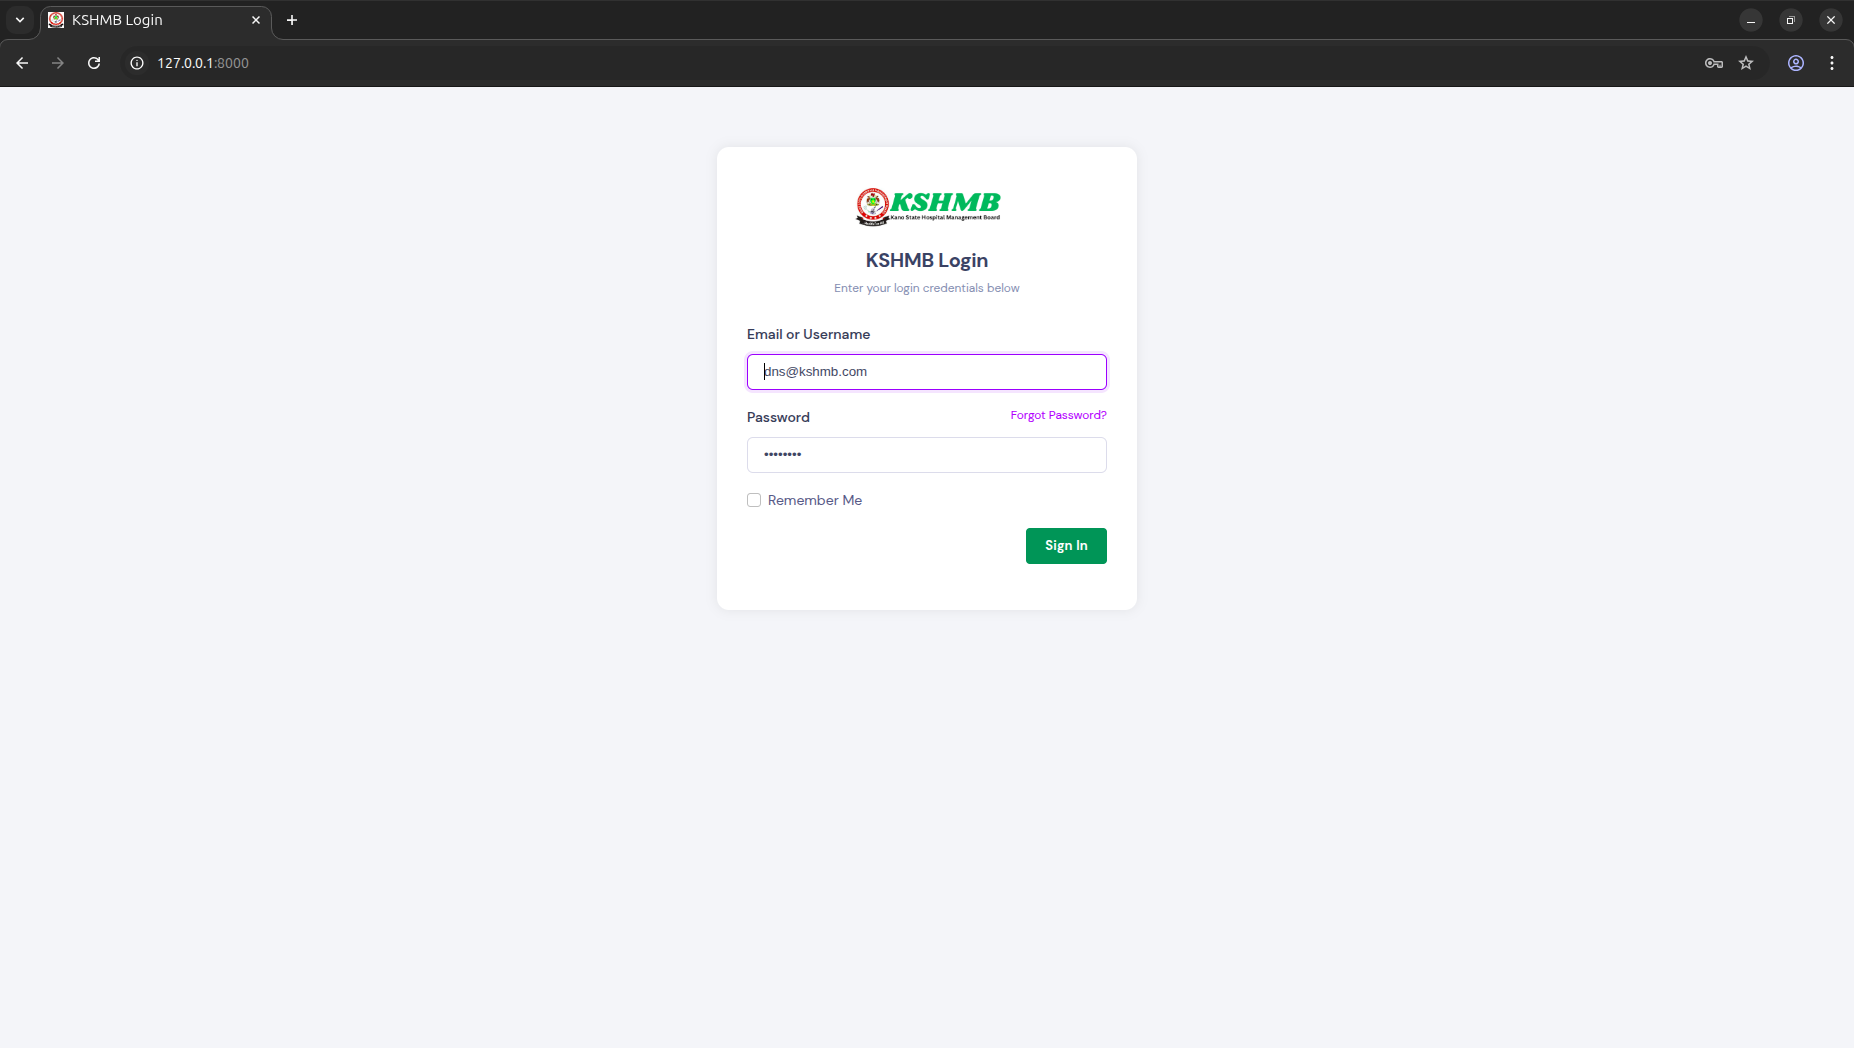 KSHMB Login
127.0.0.1:8000
KSHMB
Kano State Hospital Management Board
KSHMB Login
Enter your login credentials below
Email or Username
dns@kshmb.com
Password
Forgot Password?
••••••••
Remember Me
Sign In